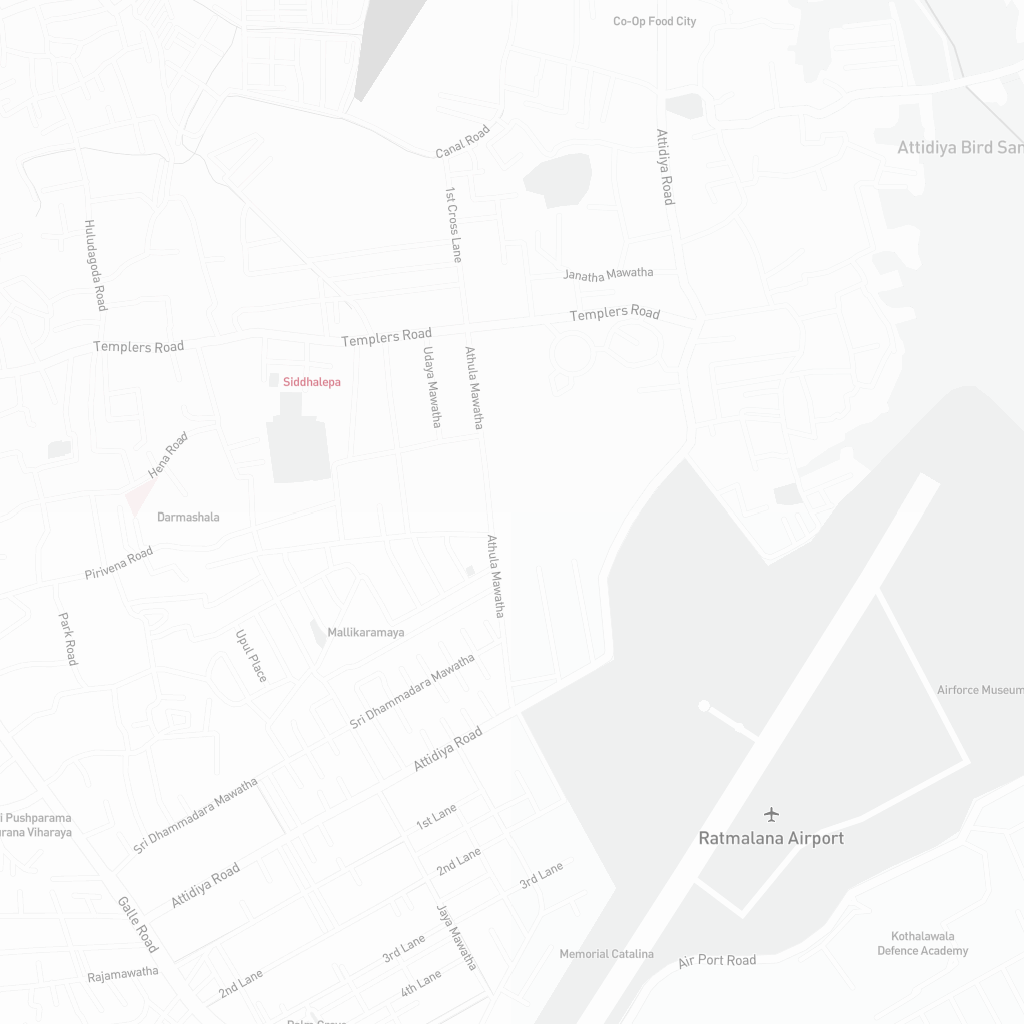 Co-Op Food City
Canal Road
Attidiya Road
Attidiya Bird San
1st Cross Lane
Huludagoda Road
Janatha Mawatha
Templers Road
Templers Road
Templers Road
Udaya Mawatha
Athula Mawatha
Siddhalepa
Hena Road
Darmashala
Pirivena Road
Athula Mawatha
Park Road
Mallikaramaya
Upul Place
Sri Dhammadara Mawatha
Airforce Museum
Attidiya Road
Sri Dhammadara Mawatha
i Pushparama
rana Viharaya
1st Lane
Ratmalana Airport
2nd Lane
3rd Lane
Attidiya Road
Galle Road
Jaya Mawatha
3rd Lane
Memorial Catalina
Air Port Road
Kothalawala
Defence Academy
Rajamawatha
2nd Lane
4th Lane